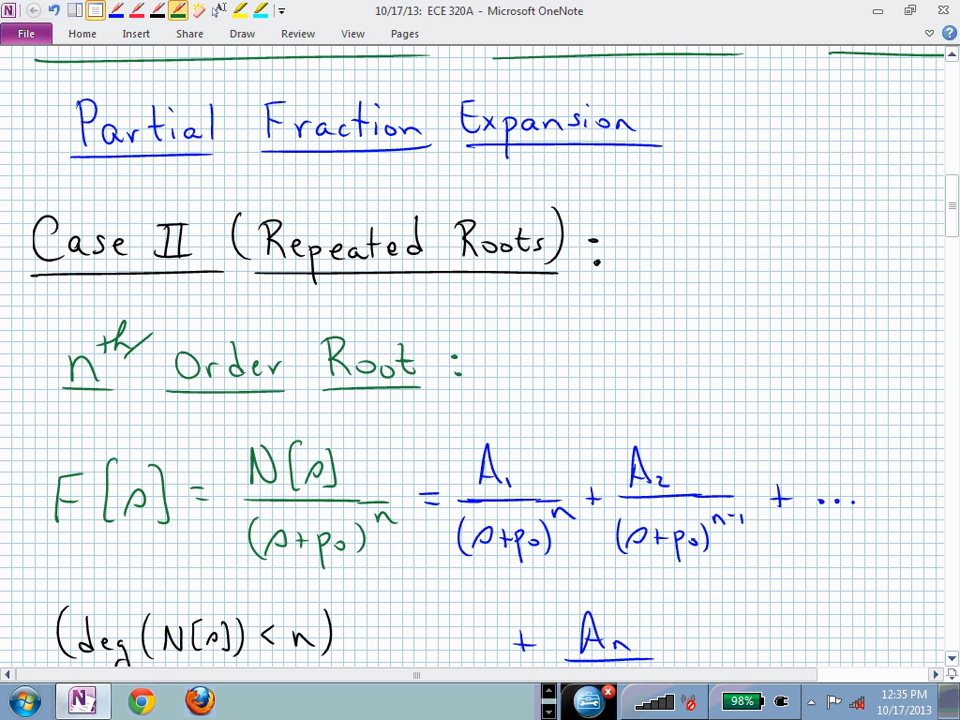 10/17/13: ECE 320A - Microsoft OneNote
File Home Insert Share Draw Review View Pages
Partial Fraction Expansion
Case II (Repeated Roots) :
nth Order Root :
F[s] = N[s] / (s+p₀)^n = A₁ / (s+p₀)^n + A₂ / (s+p₀)^(n-1) + ...
(deg(N[s]) < n) + An
98% 12:35 PM
10/17/2013